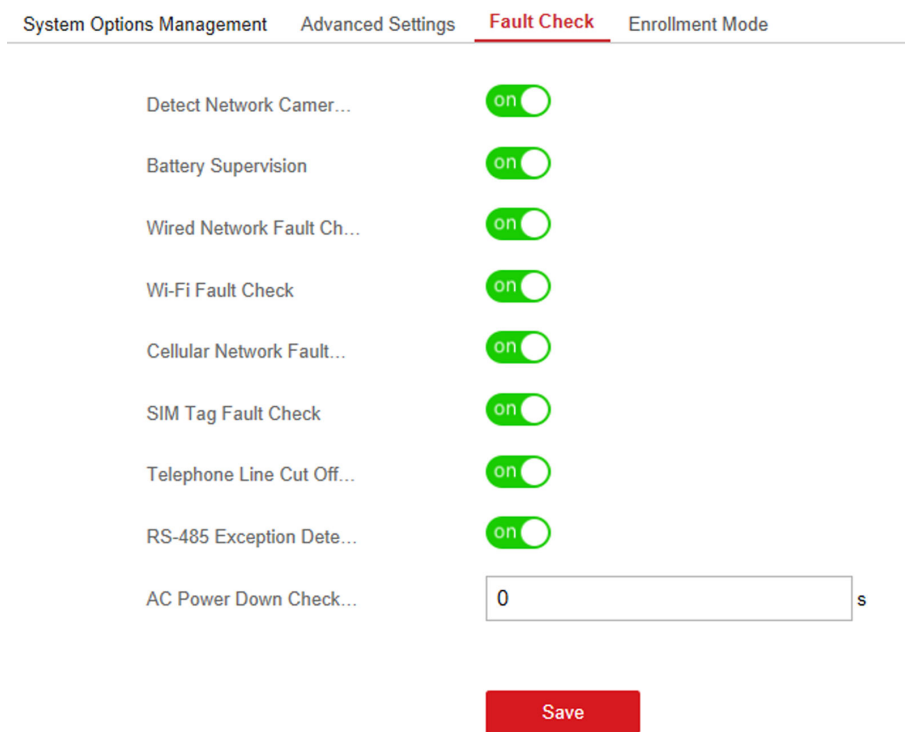 System Options Management Advanced Settings Fault Check Enrollment Mode
Detect Network Camer... on
Battery Supervision on
Wired Network Fault Ch... on
Wi-Fi Fault Check on
Cellular Network Fault... on
SIM Tag Fault Check on
Telephone Line Cut Off... on
RS-485 Exception Dete... on
AC Power Down Check... 0 s
Save